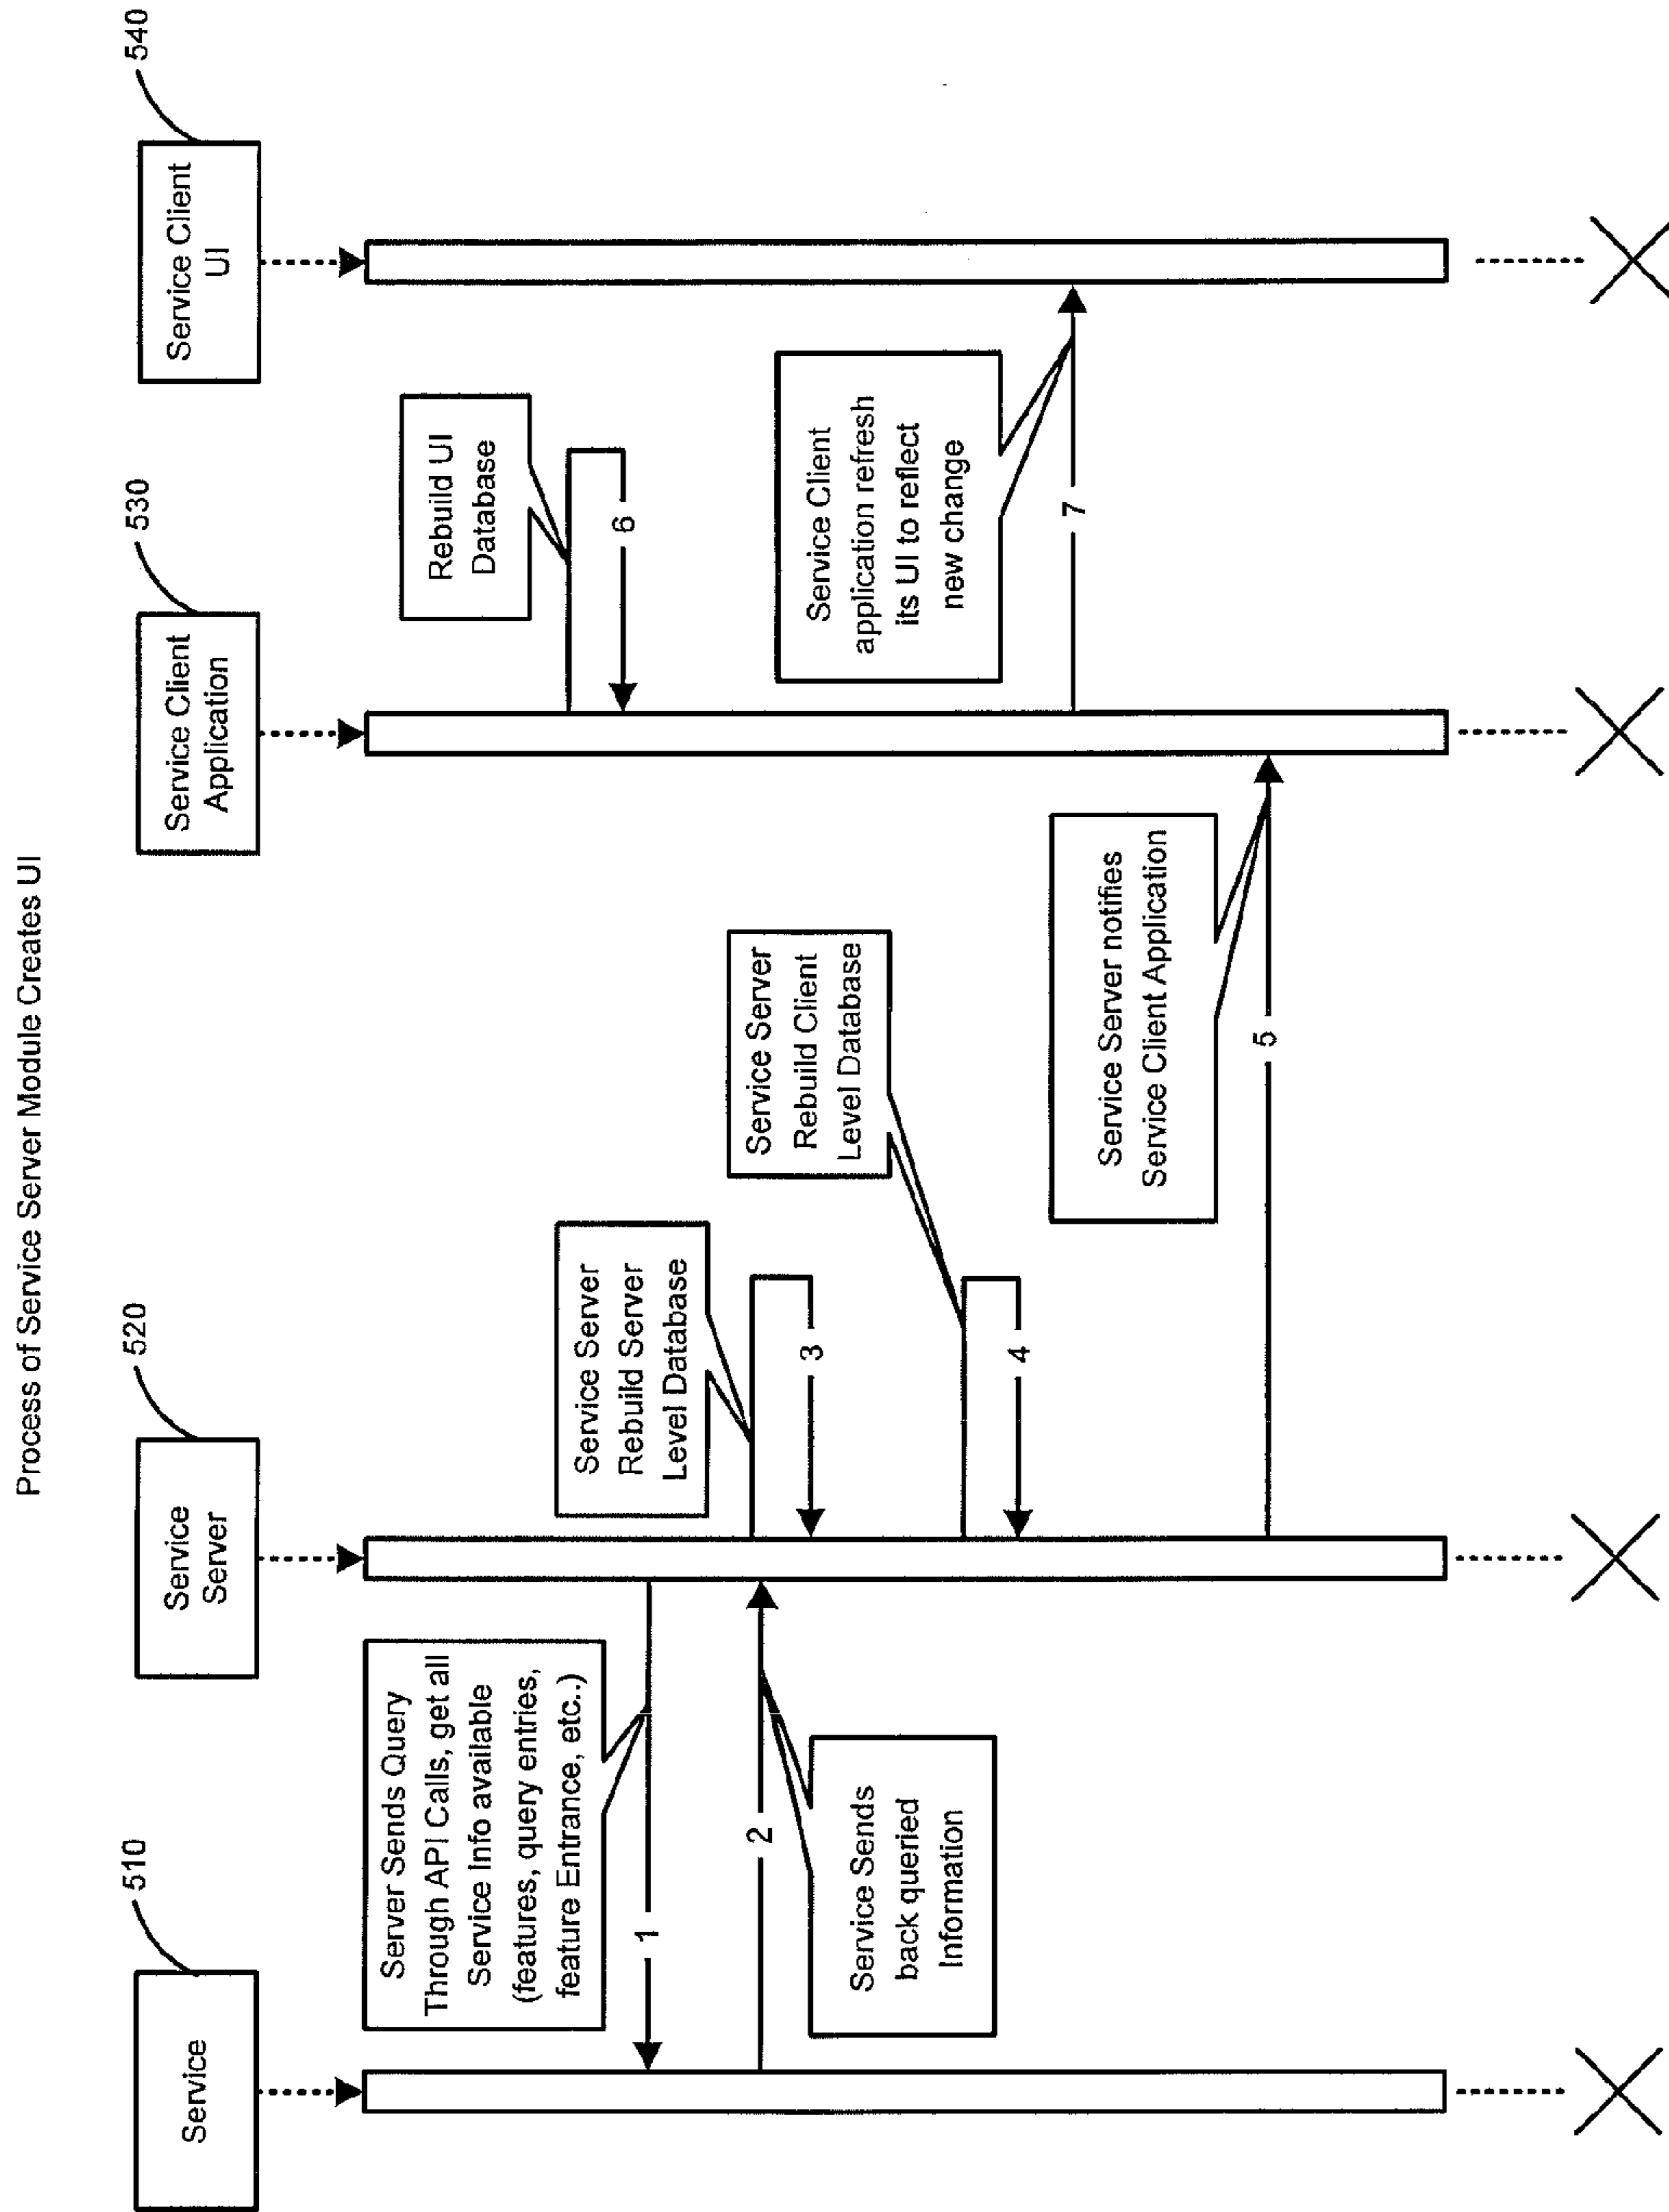 Process of Service Server Module Creates UI
510
520
530
540
Service
Service
Server
Service Client
Application
Service Client
UI
Server Sends Query
Through API Calls, get all
Service Info available
(features, query entries,
feature Entrance, etc..)
1
2
Service Sends
back queried
Information
Service Server
Rebuild Server
Level Database
3
Service Server
Rebuild Client
Level Database
4
Service Server notifies
Service Client Application
5
Rebuild UI
Database
6
Service Client
application refresh
its UI to reflect
new change
7